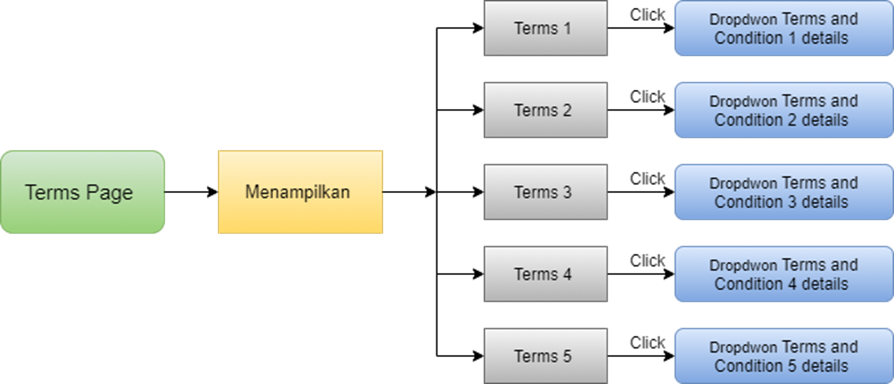 Terms Page
Menampilkan
Terms 1
Click
Dropdwon Terms and
Condition 1 details
Terms 2
Click
Dropdwon Terms and
Condition 2 details
Terms 3
Click
Dropdwon Terms and
Condition 3 details
Terms 4
Click
Dropdwon Terms and
Condition 4 details
Terms 5
Click
Dropdwon Terms and
Condition 5 details